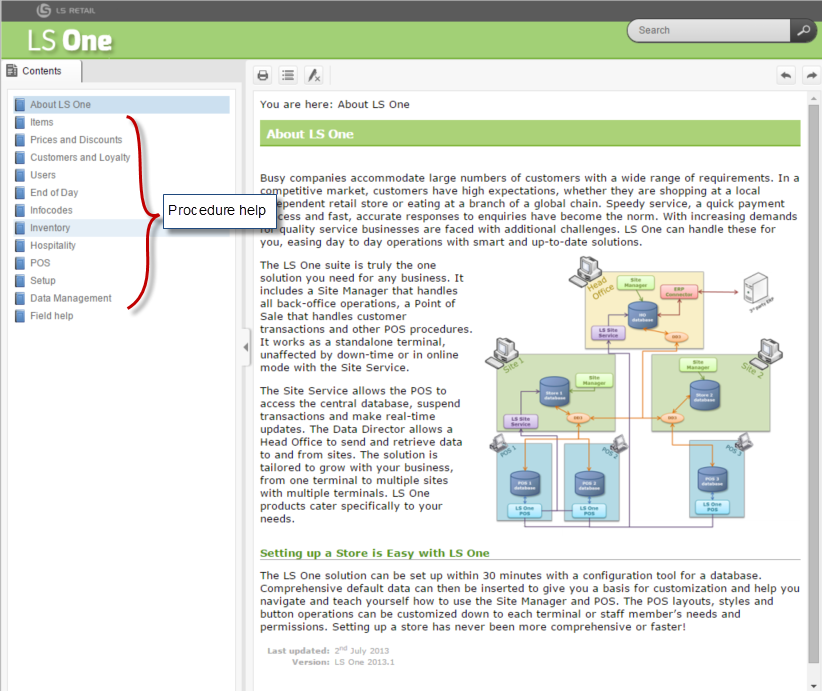 LS RETAIL
LS One
Search
Contents
About LS One
Items
Prices and Discounts
Customers and Loyalty
Users
End of Day
Infocodes
Inventory
Hospitality
POS
Setup
Data Management
Field help
Procedure help
You are here: About LS One
About LS One
Busy companies accommodate large numbers of customers with a wide range of requirements. In a
competitive market, customers have high expectations, whether they are shopping at a local
ependent retail store or eating at a branch of a global chain. Speedy service, a quick payment
cess and fast, accurate responses to enquiries have become the norm. With increasing demands
for quality service businesses are faced with additional challenges. LS One can handle these for
you, easing day to day operations with smart and up-to-date solutions.
The LS One suite is truly the one
solution you need for any business. It
includes a Site Manager that handles
all back-office operations, a Point of
Sale that handles customer
transactions and other POS procedures.
It works as a standalone terminal,
unaffected by down-time or in online
mode with the Site Service.
The Site Service allows the POS to
access the central database, suspend
transactions and make real-time
updates. The Data Director allows a
Head Office to send and retrieve data
to and from sites. The solution is
tailored to grow with your business,
from one terminal to multiple sites
with multiple terminals. LS One
products cater specifically to your
needs.
Head
Office
Site
Manager
ERP
Connector
HO
database
LS Site
Service
3rd party ERP
Site 1
Site
Manager
Store 1
database
LS Site
Service
Site 2
Site
Manager
Store 2
database
POS 1
POS 1
database
LS One
POS
POS 2
POS 2
database
LS One
POS
POS 3
POS 3
database
LS One
POS
Setting up a Store is Easy with LS One
The LS One solution can be set up within 30 minutes with a configuration tool for a database.
Comprehensive default data can then be inserted to give you a basis for customization and help you
navigate and teach yourself how to use the Site Manager and POS. The POS layouts, styles and
button operations can be customized down to each terminal or staff member's needs and
permissions. Setting up a store has never been more comprehensive or faster!
Last updated: 2nd July 2013
Version: LS One 2013.1